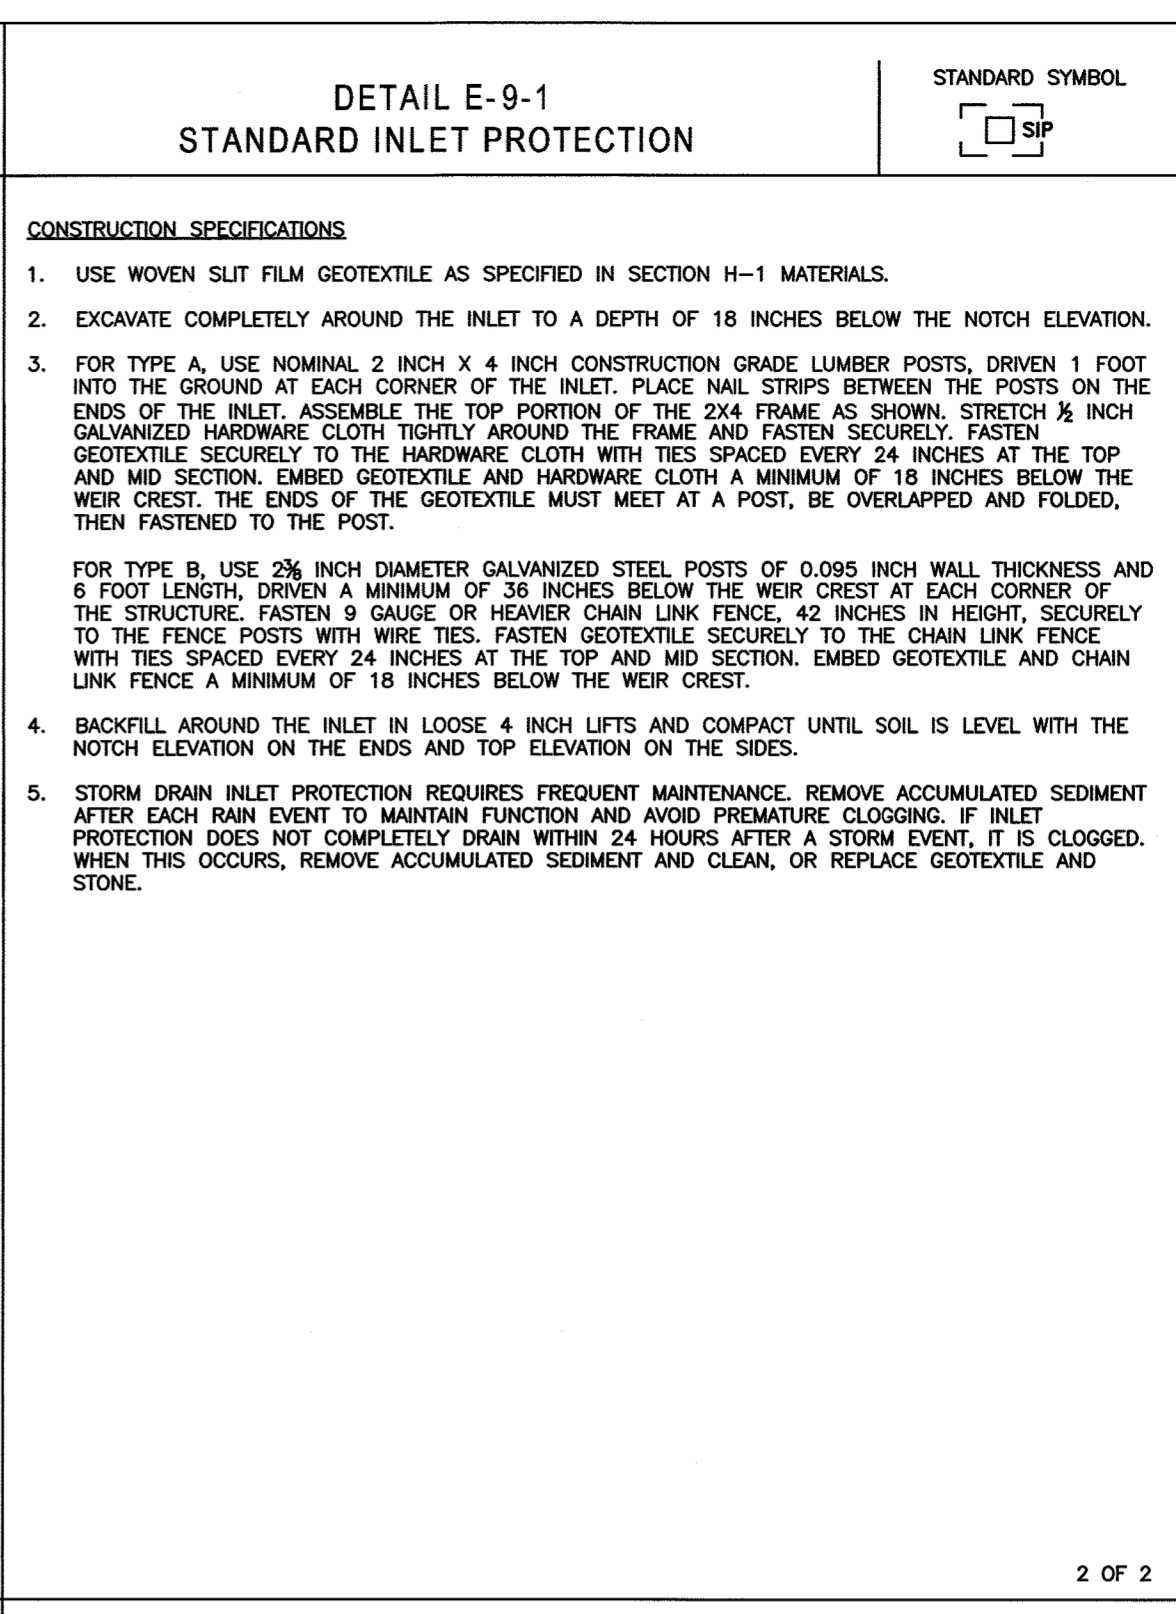 DETAIL E-9-1
STANDARD INLET PROTECTION
STANDARD SYMBOL
SIP
CONSTRUCTION SPECIFICATIONS
1. USE WOVEN SLIT FILM GEOTEXTILE AS SPECIFIED IN SECTION H-1 MATERIALS.
2. EXCAVATE COMPLETELY AROUND THE INLET TO A DEPTH OF 18 INCHES BELOW THE NOTCH ELEVATION.
3. FOR TYPE A, USE NOMINAL 2 INCH X 4 INCH CONSTRUCTION GRADE LUMBER POSTS, DRIVEN 1 FOOT
INTO THE GROUND AT EACH CORNER OF THE INLET. PLACE NAIL STRIPS BETWEEN THE POSTS ON THE
ENDS OF THE INLET. ASSEMBLE THE TOP PORTION OF THE 2X4 FRAME AS SHOWN. STRETCH ½ INCH
GALVANIZED HARDWARE CLOTH TIGHTLY AROUND THE FRAME AND FASTEN SECURELY. FASTEN
GEOTEXTILE SECURELY TO THE HARDWARE CLOTH WITH TIES SPACED EVERY 24 INCHES AT THE TOP
AND MID SECTION. EMBED GEOTEXTILE AND HARDWARE CLOTH A MINIMUM OF 18 INCHES BELOW THE
WEIR CREST. THE ENDS OF THE GEOTEXTILE MUST MEET AT A POST, BE OVERLAPPED AND FOLDED,
THEN FASTENED TO THE POST.
FOR TYPE B, USE 2⅜ INCH DIAMETER GALVANIZED STEEL POSTS OF 0.095 INCH WALL THICKNESS AND
6 FOOT LENGTH, DRIVEN A MINIMUM OF 36 INCHES BELOW THE WEIR CREST AT EACH CORNER OF
THE STRUCTURE. FASTEN 9 GAUGE OR HEAVIER CHAIN LINK FENCE, 42 INCHES IN HEIGHT, SECURELY
TO THE FENCE POSTS WITH WIRE TIES. FASTEN GEOTEXTILE SECURELY TO THE CHAIN LINK FENCE
WITH TIES SPACED EVERY 24 INCHES AT THE TOP AND MID SECTION. EMBED GEOTEXTILE AND CHAIN
LINK FENCE A MINIMUM OF 18 INCHES BELOW THE WEIR CREST.
4. BACKFILL AROUND THE INLET IN LOOSE 4 INCH LIFTS AND COMPACT UNTIL SOIL IS LEVEL WITH THE
NOTCH ELEVATION ON THE ENDS AND TOP ELEVATION ON THE SIDES.
5. STORM DRAIN INLET PROTECTION REQUIRES FREQUENT MAINTENANCE. REMOVE ACCUMULATED SEDIMENT
AFTER EACH RAIN EVENT TO MAINTAIN FUNCTION AND AVOID PREMATURE CLOGGING. IF INLET
PROTECTION DOES NOT COMPLETELY DRAIN WITHIN 24 HOURS AFTER A STORM EVENT, IT IS CLOGGED.
WHEN THIS OCCURS, REMOVE ACCUMULATED SEDIMENT AND CLEAN, OR REPLACE GEOTEXTILE AND
STONE.
2 OF 2